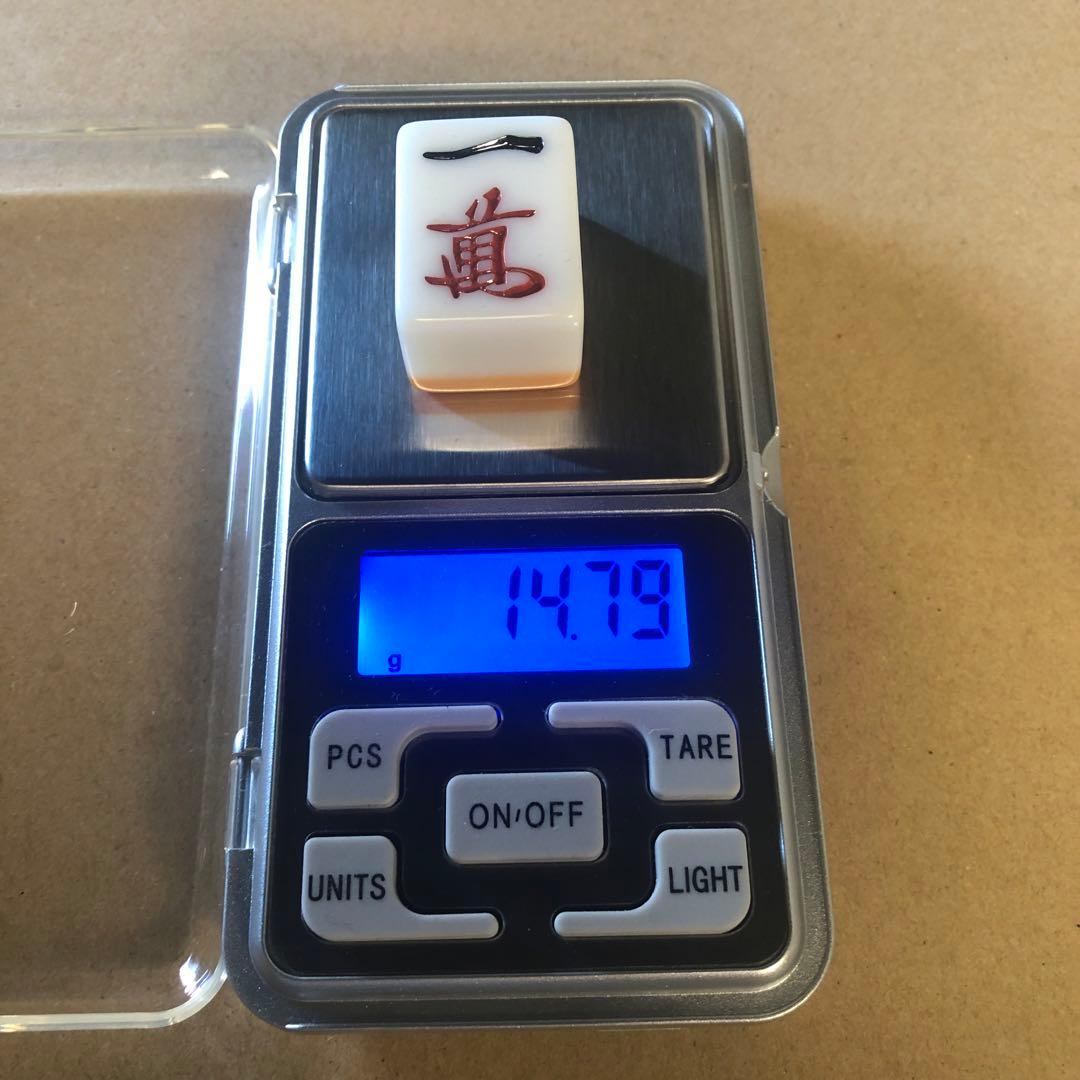 一
萬
14.79
g
PCS
TARE
ON/OFF
UNITS
LIGHT